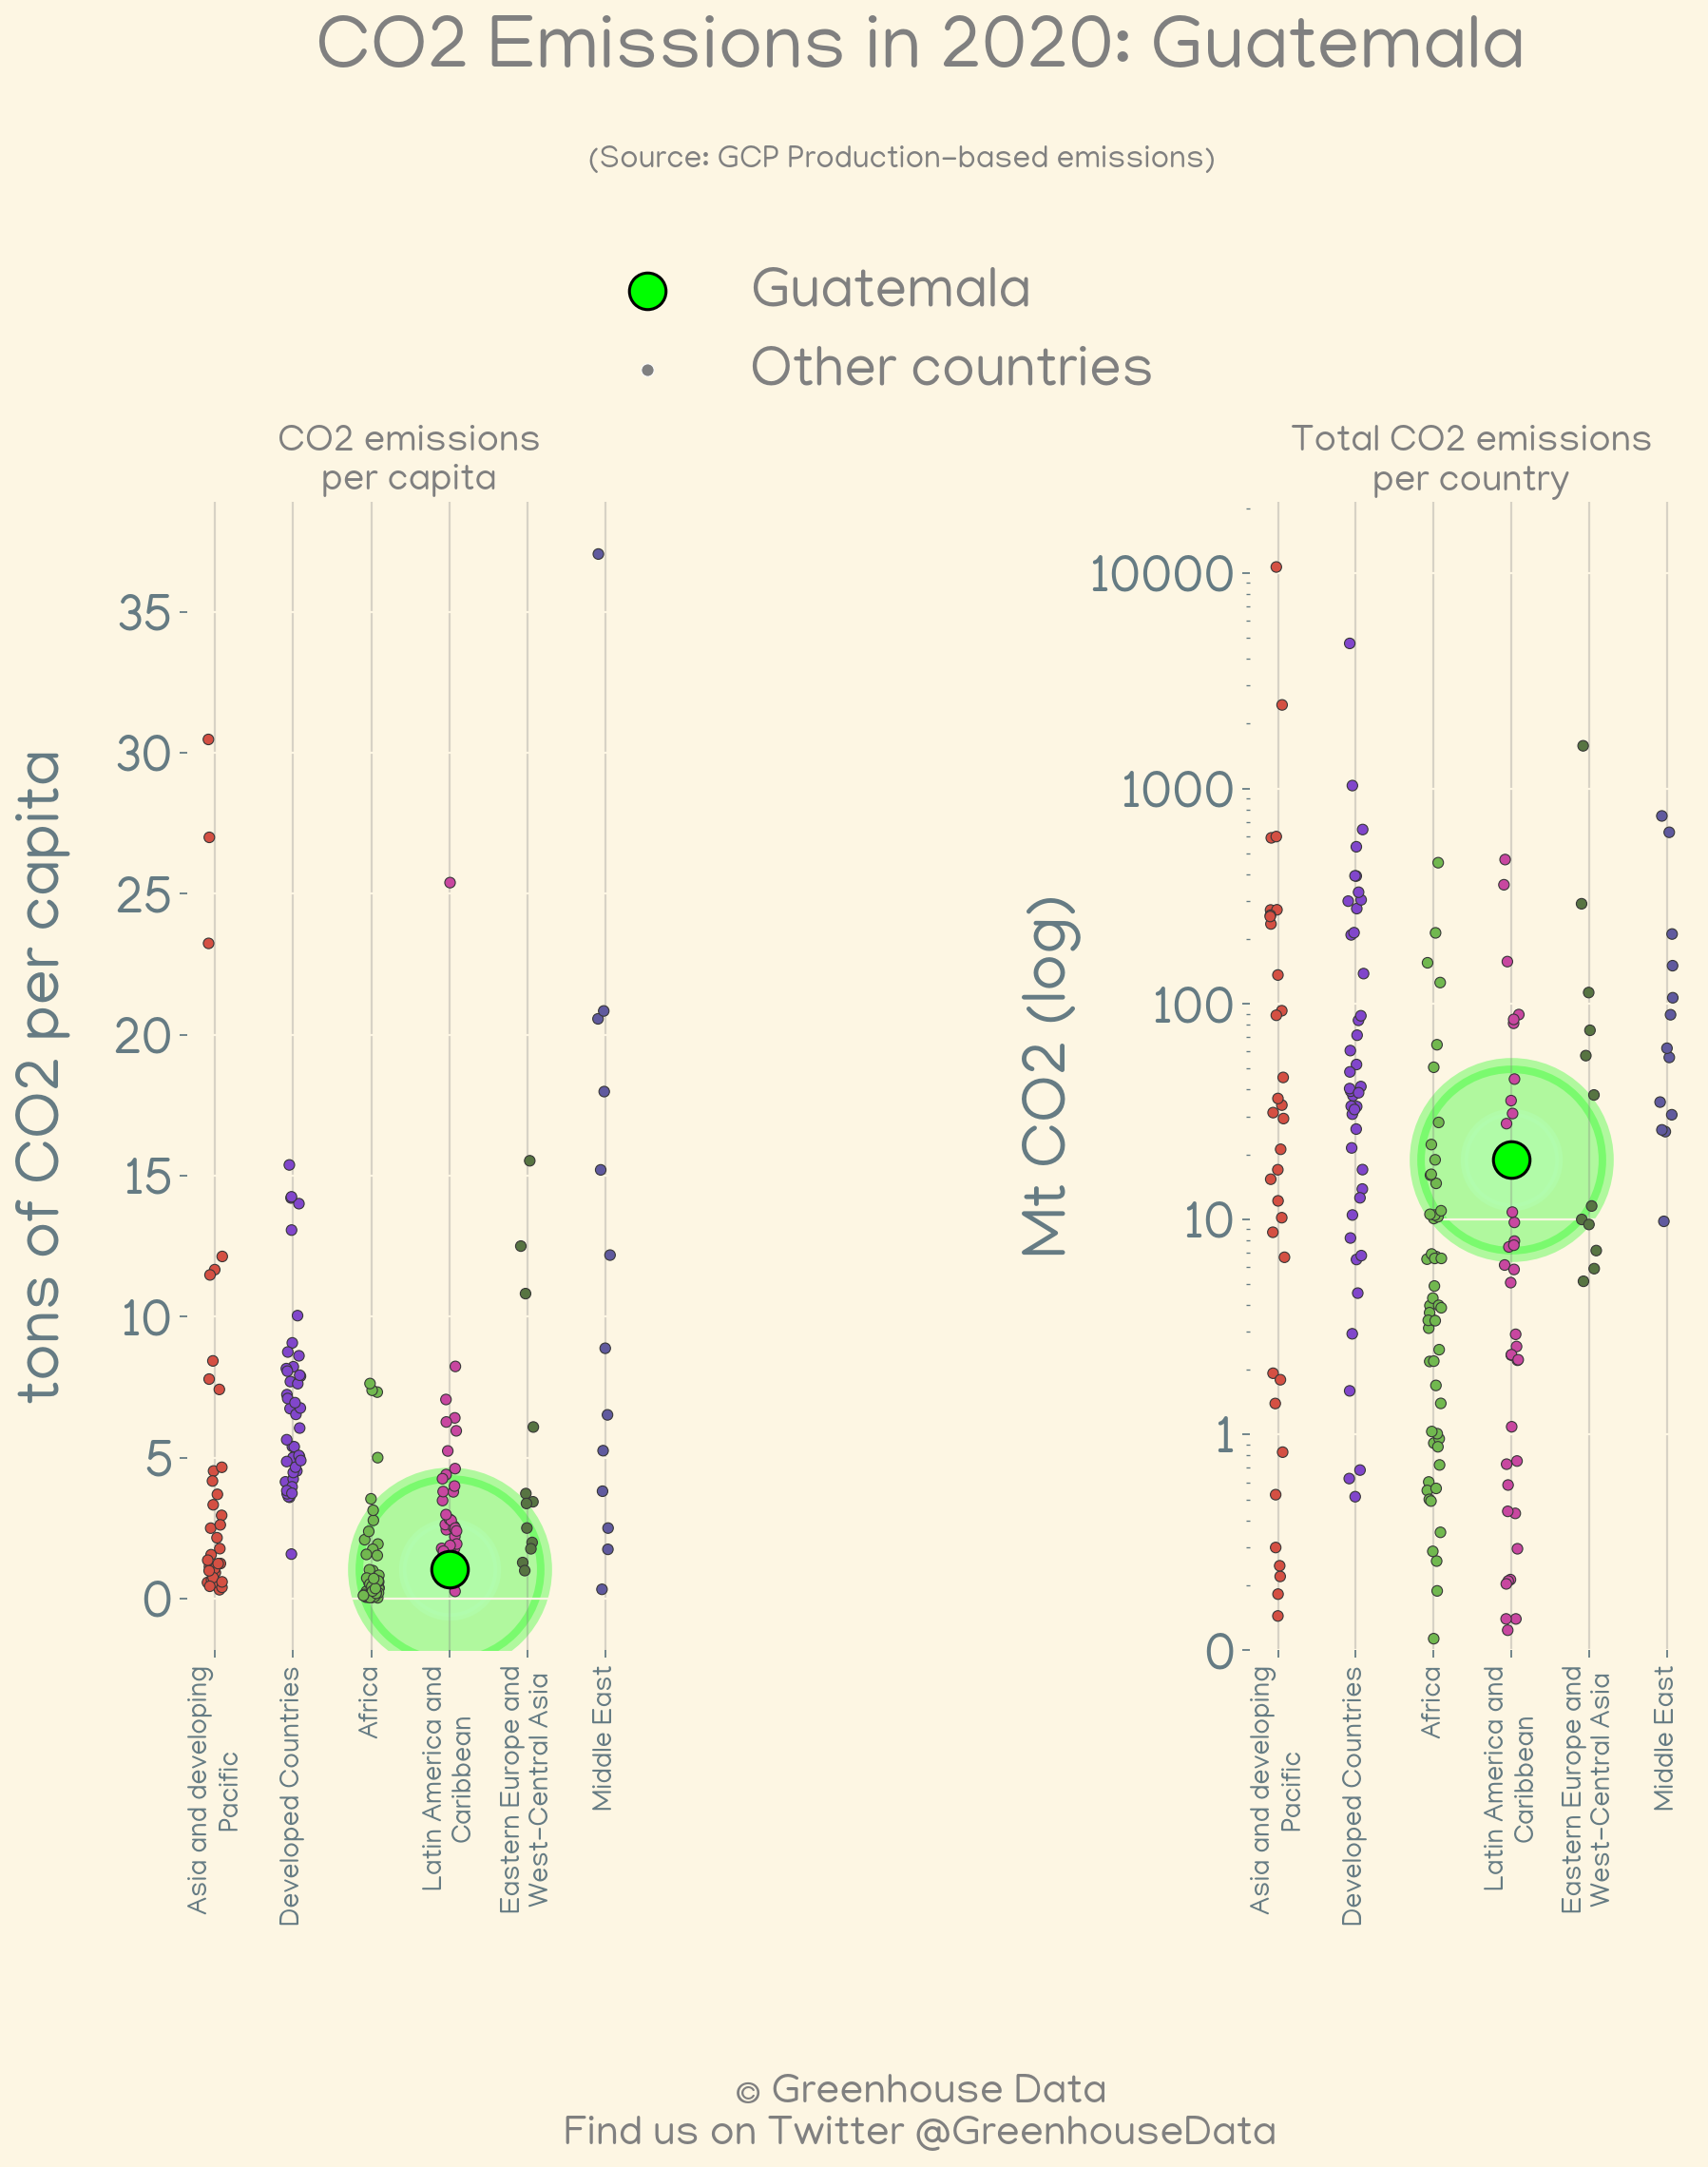 CO2 Emissions in 2020: Guatemala
(Source: GCP Production-based emissions)
Guatemala
Other countries
CO2 emissions
per capita
tons of CO2 per capita
35
30
25
20
15
10
5
0
Asia and developing
Pacific
Developed Countries
Africa
Latin America and
Caribbean
Eastern Europe and
West-Central Asia
Middle East
Total CO2 emissions
per country
Mt CO2 (log)
10000
1000
100
10
1
0
Asia and developing
Pacific
Developed Countries
Africa
Latin America and
Caribbean
Eastern Europe and
West-Central Asia
Middle East
© Greenhouse Data
Find us on Twitter @GreenhouseData